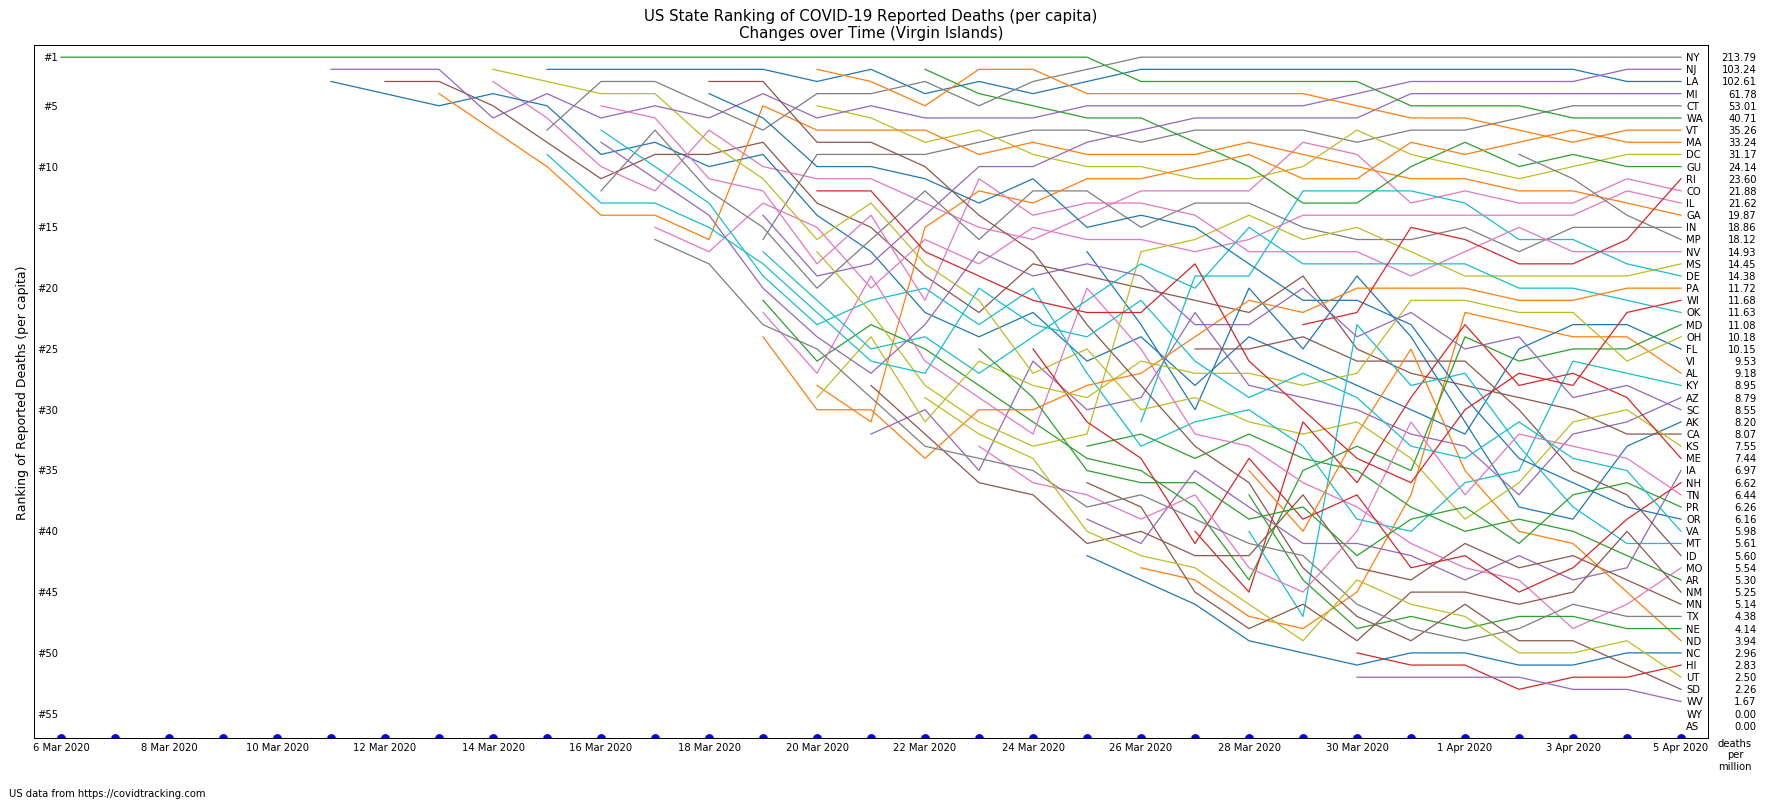 US State Ranking of COVID-19 Reported Deaths (per capita)
Changes over Time (Virgin Islands)
Ranking of Reported Deaths (per capita)
#1
#5
#10
#15
#20
#25
#30
#35
#40
#45
#50
#55
NY 213.79
NJ 103.24
LA 102.61
MI 61.78
CT 53.01
WA 40.71
VT 35.26
MA 33.24
DC 31.17
GU 24.14
RI 23.60
CO 21.88
IL 21.62
GA 19.87
IN 18.86
MP 18.12
NV 14.93
MS 14.45
DE 14.38
PA 11.72
WI 11.68
OK 11.63
MD 11.08
OH 10.18
FL 10.15
VI 9.53
AL 9.18
KY 8.95
AZ 8.79
SC 8.55
AK 8.20
CA 8.07
KS 7.55
ME 7.44
IA 6.97
NH 6.62
TN 6.44
PR 6.26
OR 6.16
VA 5.98
MT 5.61
ID 5.60
MO 5.54
AR 5.30
NM 5.25
MN 5.14
TX 4.38
NE 4.14
ND 3.94
NC 2.96
HI 2.83
UT 2.50
SD 2.26
WV 1.67
WY 0.00
AS 0.00
6 Mar 2020 8 Mar 2020 10 Mar 2020 12 Mar 2020 14 Mar 2020 16 Mar 2020 18 Mar 2020 20 Mar 2020 22 Mar 2020 24 Mar 2020 26 Mar 2020 28 Mar 2020 30 Mar 2020 1 Apr 2020 3 Apr 2020 5 Apr 2020
deaths
per
million
US data from https://covidtracking.com